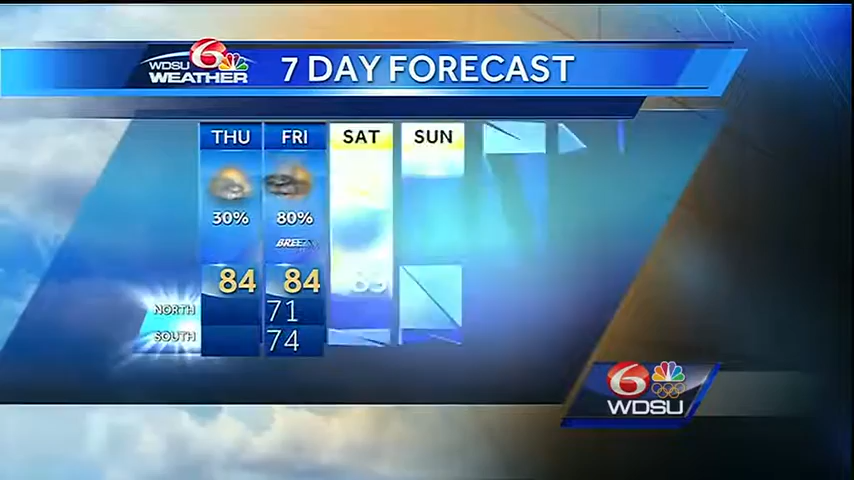 WDSU 6
WEATHER
7 DAY FORECAST
THU FRI SAT SUN
30% 80%
84 84
NORTH 71
SOUTH 74
6
WDSU